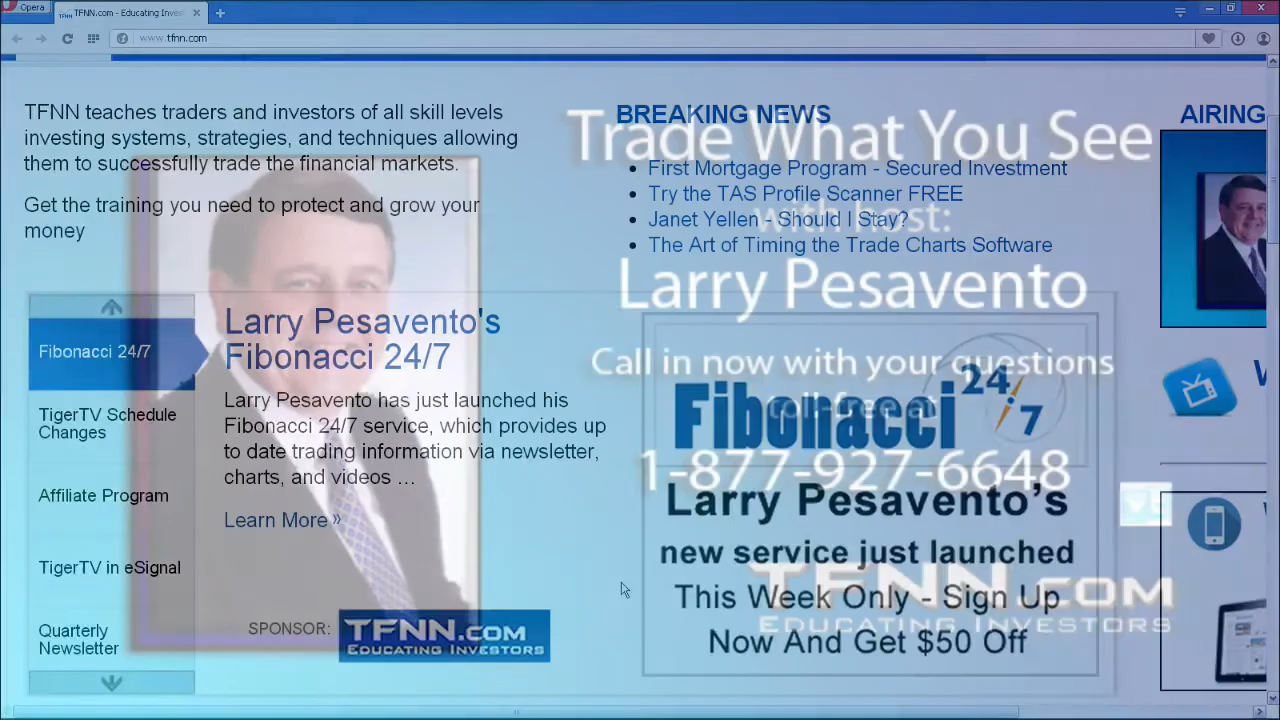 Opera
TFNN.com - Educating Inves
www.tfnn.com
TFNN teaches traders and investors of all skill levels
investing systems, strategies, and techniques allowing
them to successfully trade the financial markets.
Get the training you need to protect and grow your
money
BREAKING NEWS
First Mortgage Program - Secured Investment
Try the TAS Profile Scanner FREE
Janet Yellen - Should I Stay?
The Art of Timing the Trade Charts Software
AIRING
Trade What You See
with host:
Larry Pesavento
Call in now with your questions
toll-free at
1-877-927-6648
TFNN.COM
EDUCATING INVESTORS
Fibonacci 24/7
TigerTV Schedule
Changes
Affiliate Program
TigerTV in eSignal
Quarterly
Newsletter
Larry Pesavento's
Fibonacci 24/7
Larry Pesavento has just launched his
Fibonacci 24/7 service, which provides up
to date trading information via newsletter,
charts, and videos ...
Learn More »
SPONSOR:
TFNN.COM
EDUCATING INVESTORS
Fibonacci 24/7
Larry Pesavento's
new service just launched
This Week Only - Sign Up
Now And Get $50 Off